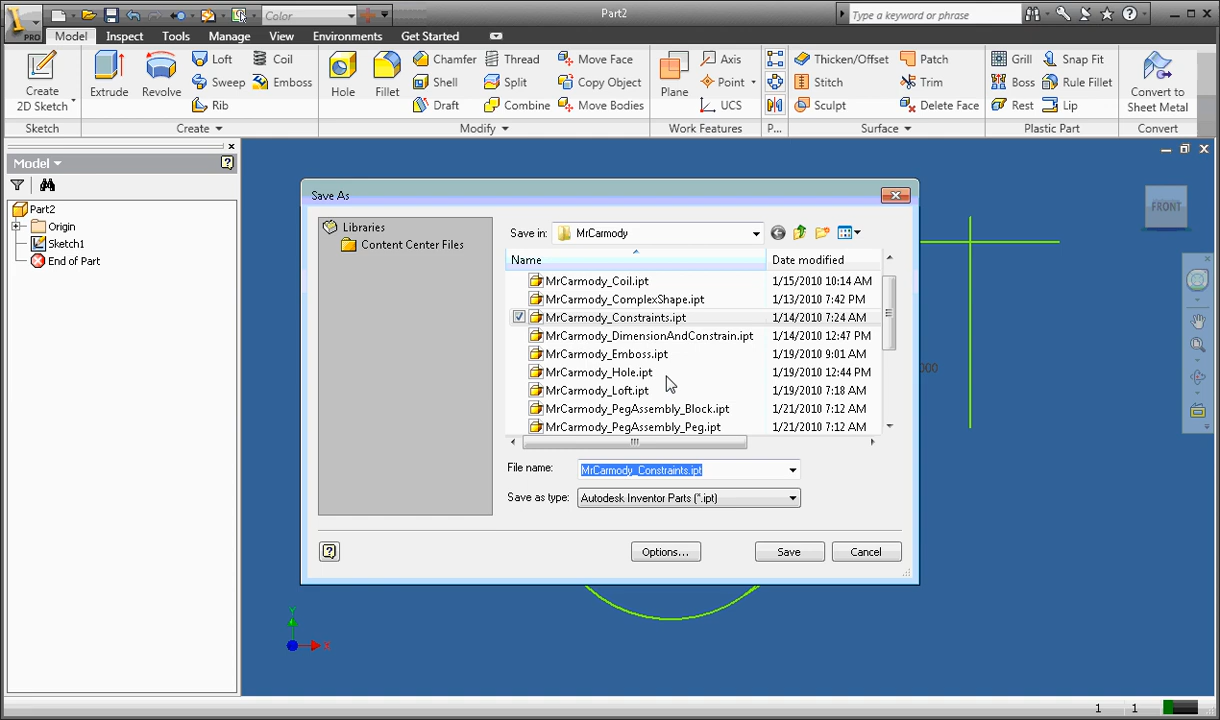 Color
Part2
Type a keyword or phrase
PRO
Model Inspect Tools Manage View Environments Get Started
Create 2D Sketch
Extrude
Revolve
Loft
Coil
Sweep
Emboss
Rib
Hole
Fillet
Chamfer
Thread
Move Face
Shell
Split
Copy Object
Draft
Combine
Move Bodies
Plane
Axis
Point
UCS
Thicken/Offset
Patch
Stitch
Trim
Sculpt
Delete Face
Grill
Snap Fit
Boss
Rule Fillet
Rest
Lip
Convert to Sheet Metal
Sketch
Create
Modify
Work Features
P...
Surface
Plastic Part
Convert
Model
Part2
Origin
Sketch1
End of Part
FRONT
Save As
Libraries
Content Center Files
Save in: MrCarmody
Name Date modified
MrCarmody_Coil.ipt 1/15/2010 10:14 AM
MrCarmody_ComplexShape.ipt 1/13/2010 7:42 PM
MrCarmody_Constraints.ipt 1/14/2010 7:24 AM
MrCarmody_DimensionAndConstrain.ipt 1/14/2010 12:47 PM
MrCarmody_Emboss.ipt 1/19/2010 9:01 AM
MrCarmody_Hole.ipt 1/19/2010 12:44 PM
MrCarmody_Loft.ipt 1/19/2010 7:18 AM
MrCarmody_PegAssembly_Block.ipt 1/21/2010 7:12 AM
MrCarmody_PegAssembly_Peg.ipt 1/21/2010 7:12 AM
File name: MrCarmody_Constraints.ipt
Save as type: Autodesk Inventor Parts (*.ipt)
Options... Save Cancel
000
Y
X
1 1